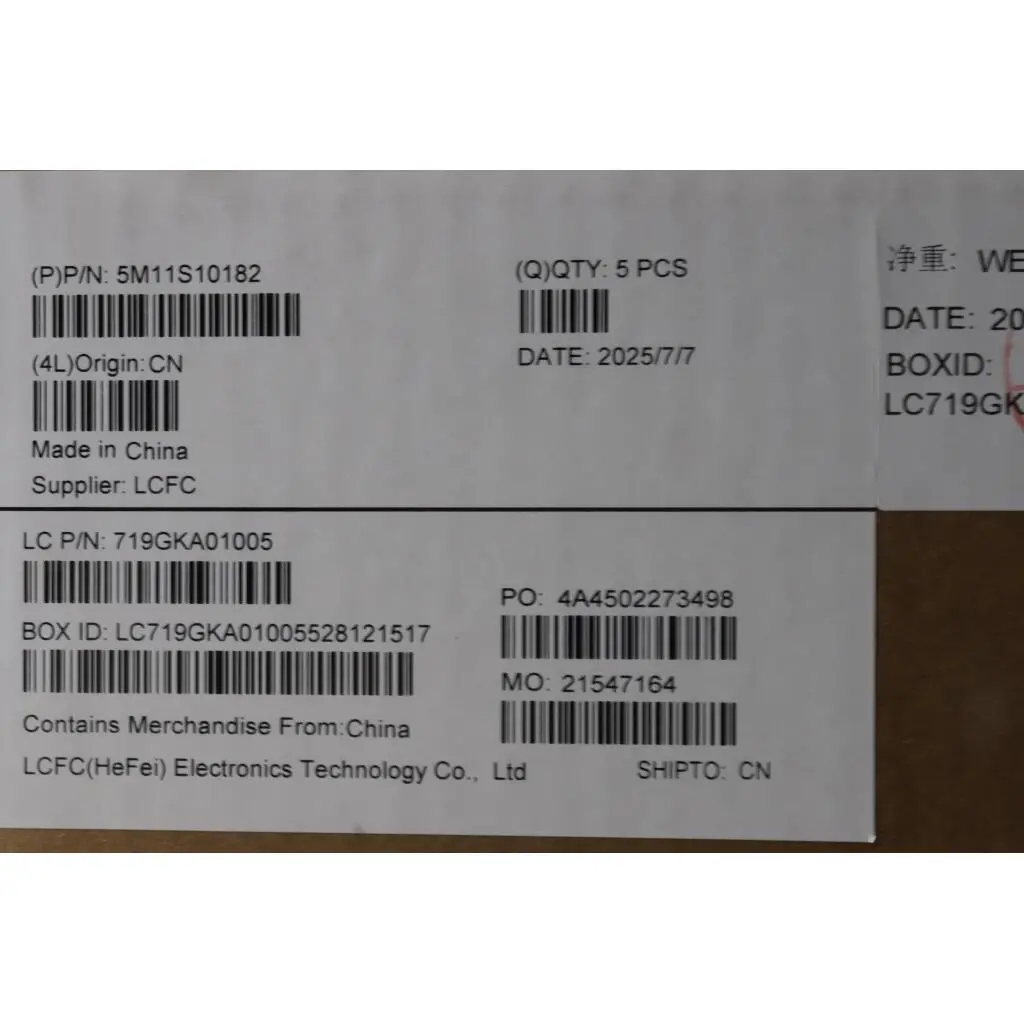 (P)P/N: 5M11S10182
(Q)QTY: 5 PCS
(4L)Origin:CN
DATE: 2025/7/7
Made in China
Supplier: LCFC
LC P/N: 719GKA01005
PO: 4A4502273498
BOX ID: LC719GKA01005528121517
MO: 21547164
Contains Merchandise From:China
LCFC(HeFei) Electronics Technology Co., Ltd
SHIPTO: CN
净重: WE
DATE: 20
BOXID:
LC719GK